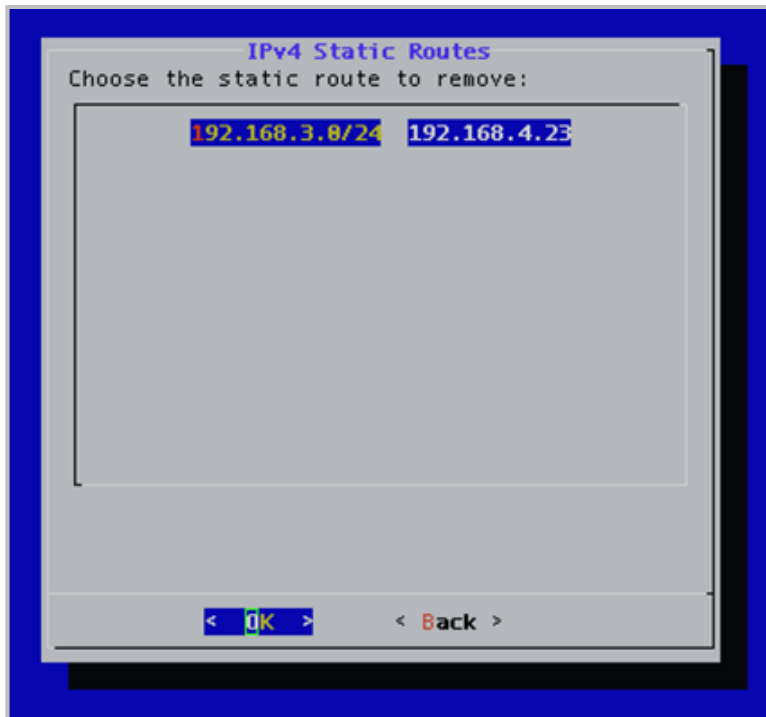 IPv4 Static Routes
Choose the static route to remove:
192.168.3.0/24 192.168.4.23
< OK > < Back >